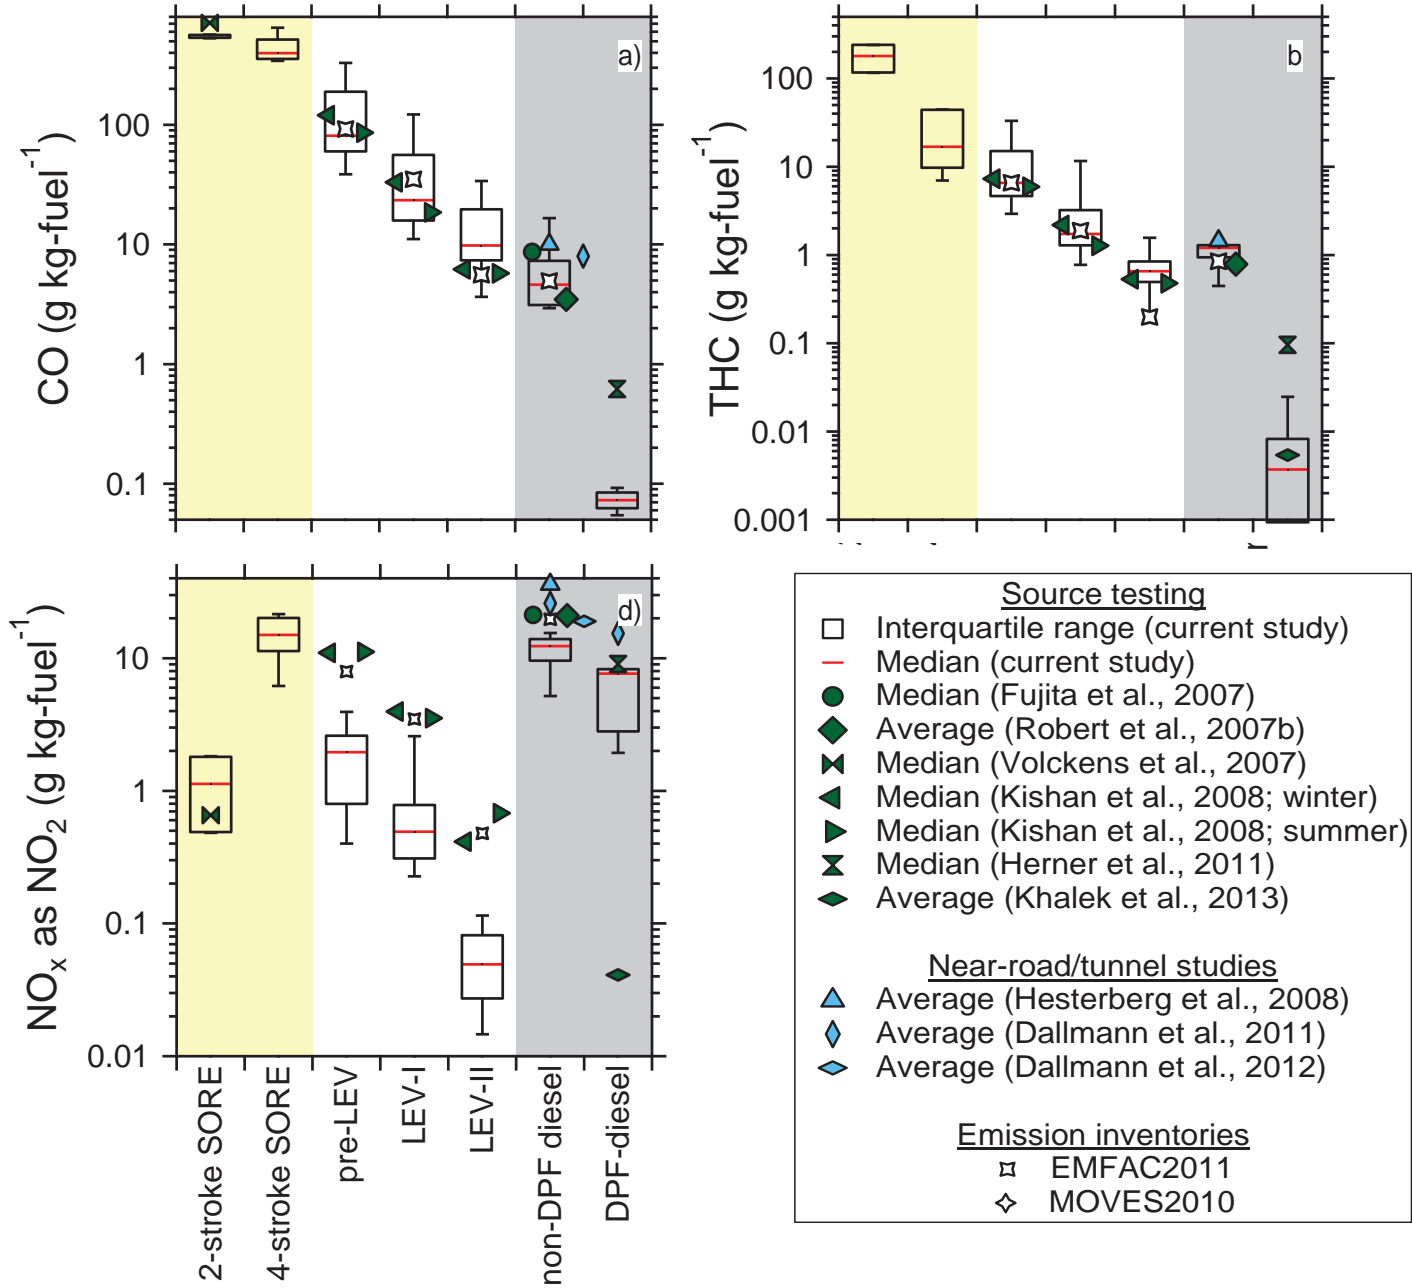 a)
CO (g kg-fuel⁻¹)
100
10
1
0.1
b
THC (g kg-fuel⁻¹)
100
10
1
0.1
0.01
0.001
d)
NOₓ as NO₂ (g kg-fuel⁻¹)
10
1
0.1
0.01
2-stroke SORE
4-stroke SORE
pre-LEV
LEV-I
LEV-II
non-DPF diesel
DPF-diesel
Source testing
Interquartile range (current study)
Median (current study)
Median (Fujita et al., 2007)
Average (Robert et al., 2007b)
Median (Volckens et al., 2007)
Median (Kishan et al., 2008; winter)
Median (Kishan et al., 2008; summer)
Median (Herner et al., 2011)
Average (Khalek et al., 2013)
Near-road/tunnel studies
Average (Hesterberg et al., 2008)
Average (Dallmann et al., 2011)
Average (Dallmann et al., 2012)
Emission inventories
EMFAC2011
MOVES2010